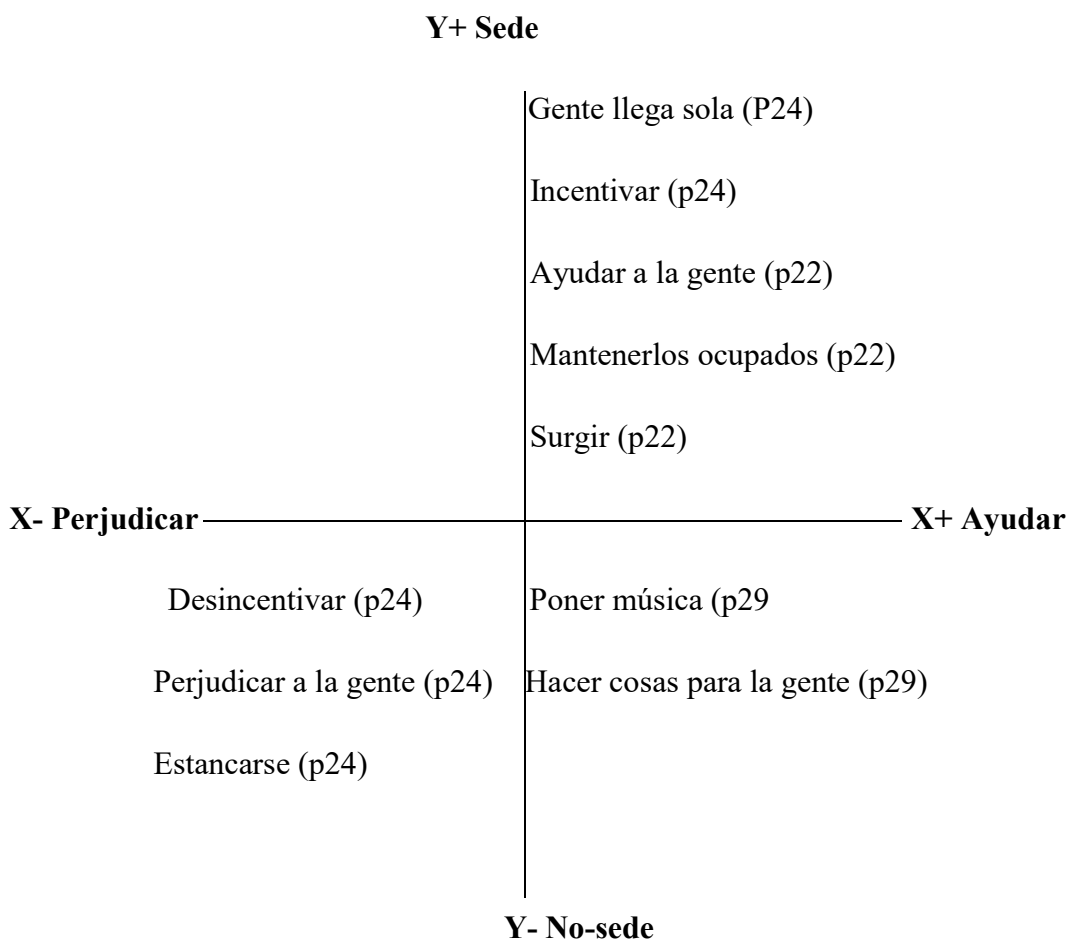 Y+ Sede
Gente llega sola (P24)
Incentivar (p24)
Ayudar a la gente (p22)
Mantenerlos ocupados (p22)
Surgir (p22)
X- Perjudicar X+ Ayudar
Desincentivar (p24) Poner música (p29
Perjudicar a la gente (p24) Hacer cosas para la gente (p29)
Estancarse (p24)
Y- No-sede